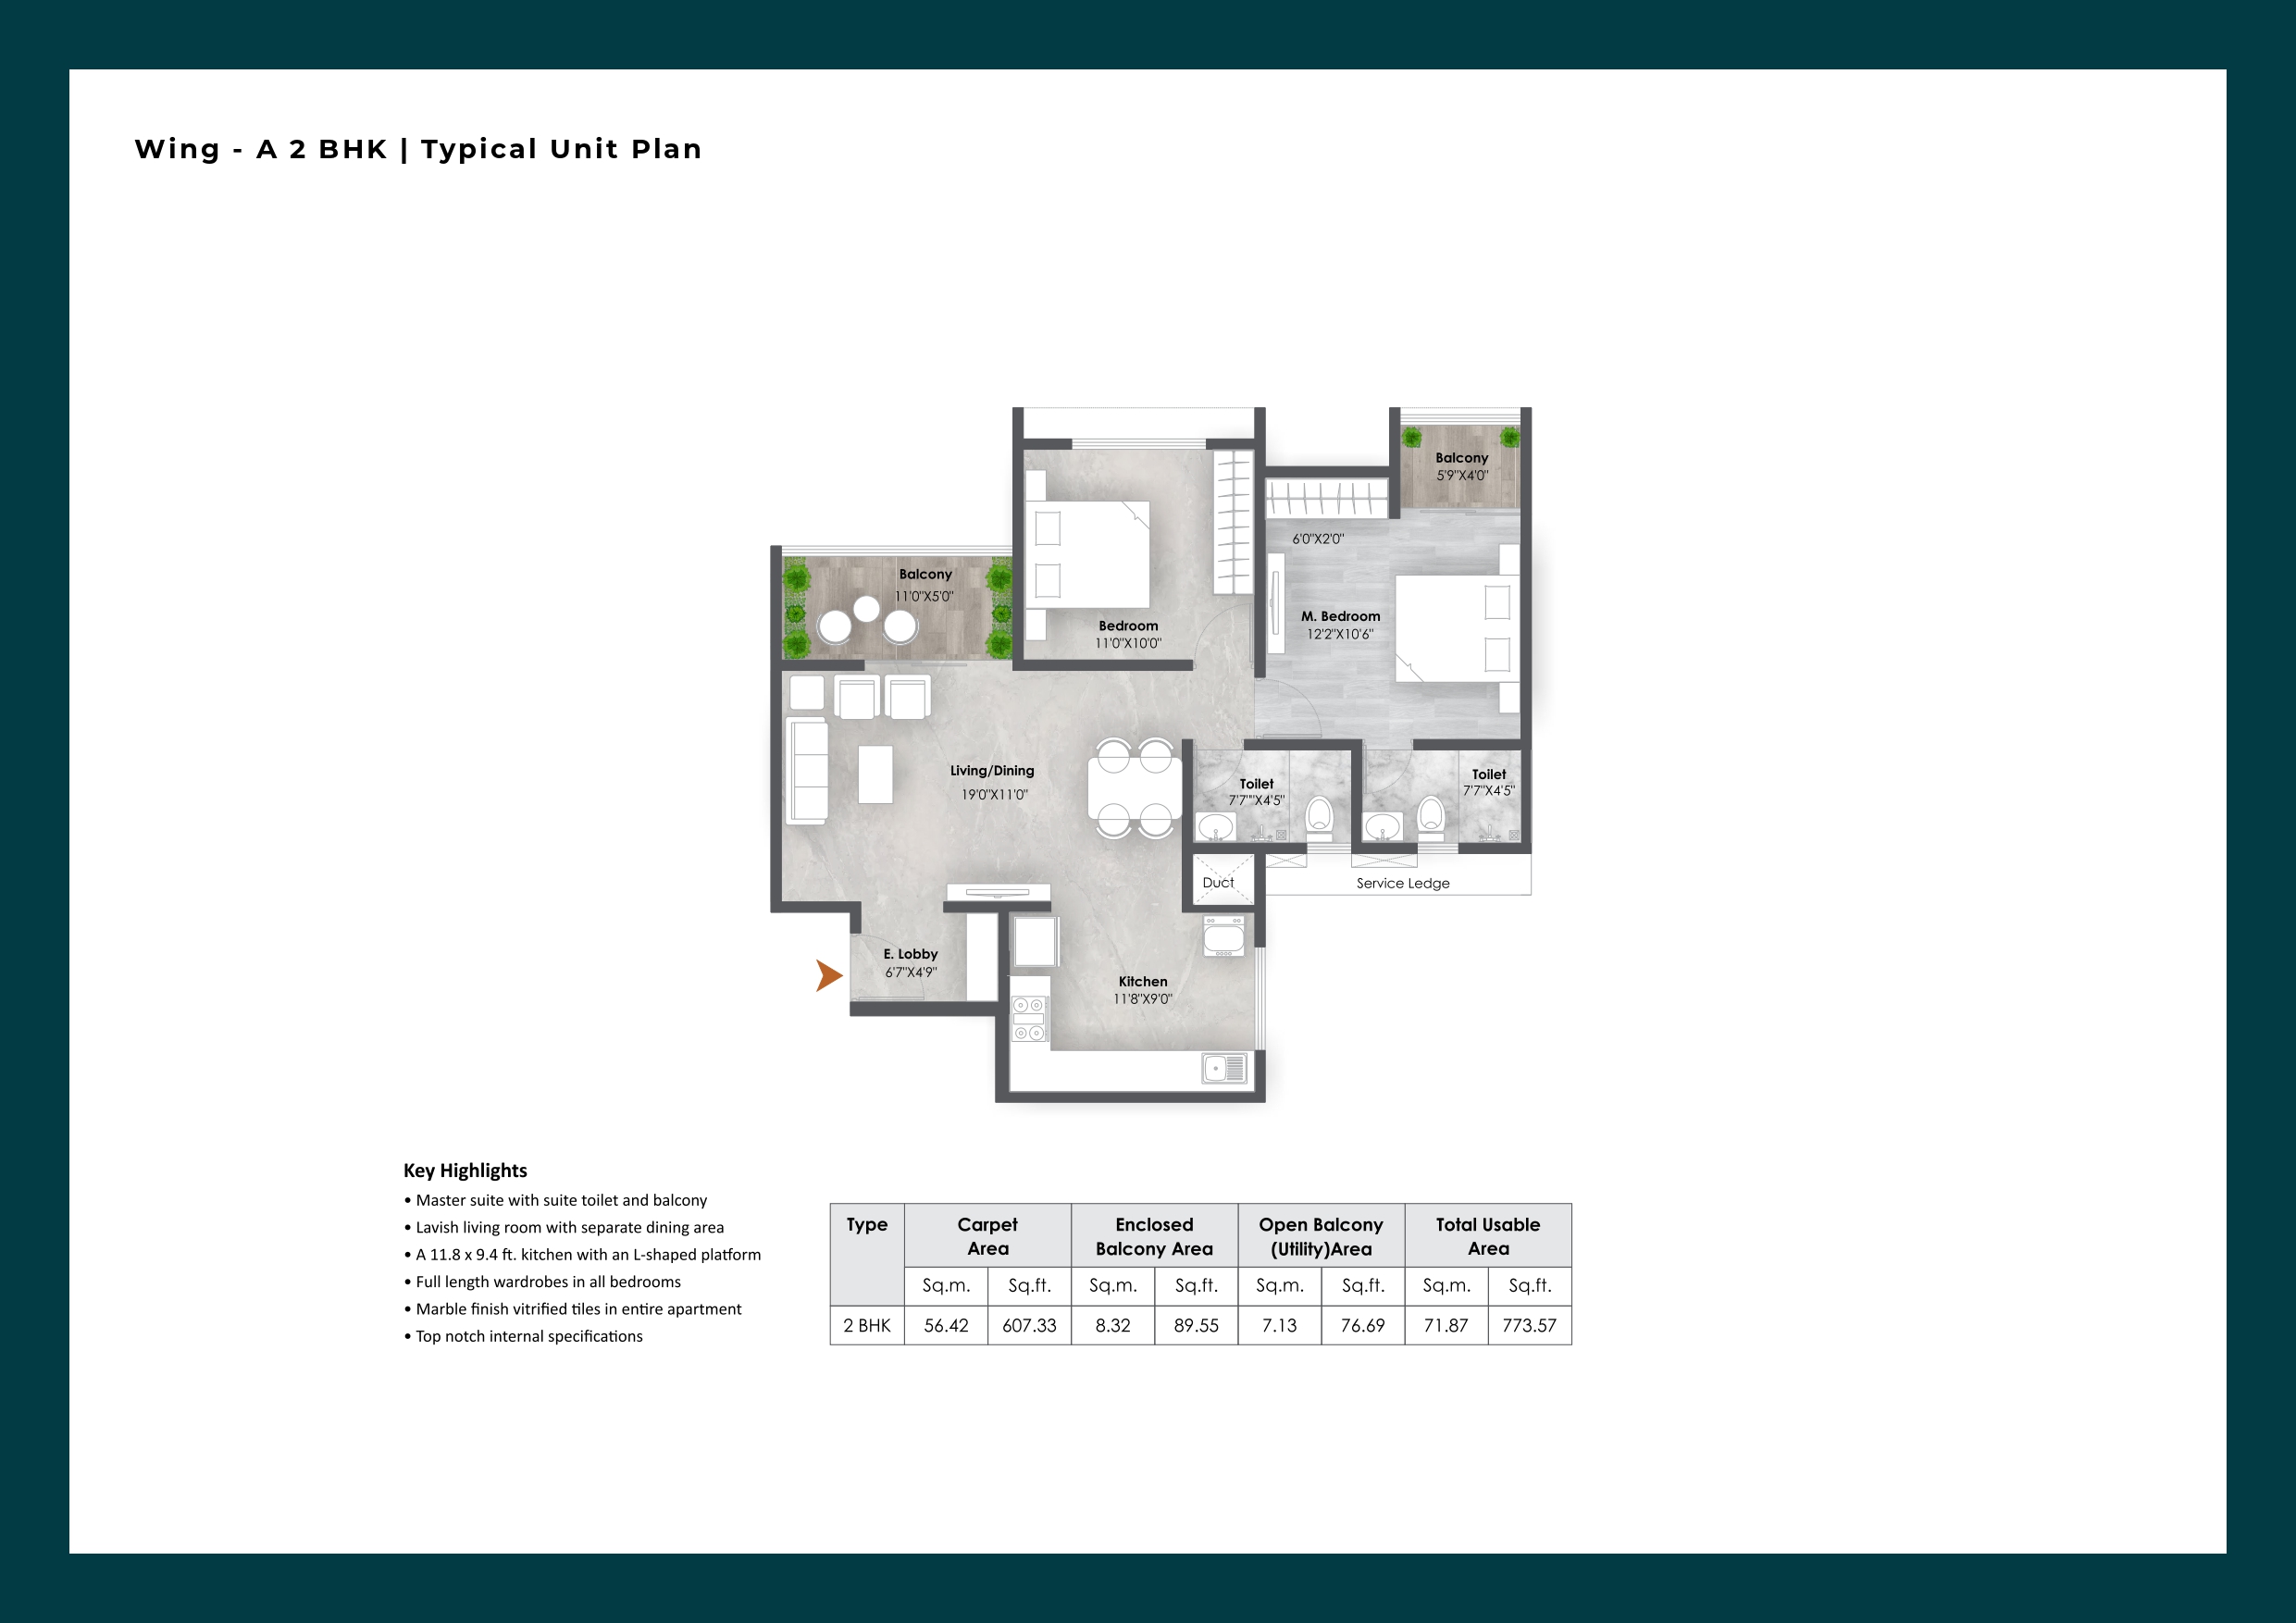 Wing - A 2 BHK | Typical Unit Plan
Balcony
5'9"X4'0"
6'0"X2'0"
Balcony
11'0"X5'0"
Bedroom
11'0"X10'0"
M. Bedroom
12'2"X10'6"
Living/Dining
19'0"X11'0"
Toilet
7'7""X4'5"
Toilet
7'7"X4'5"
Duct
Service Ledge
E. Lobby
6'7"X4'9"
Kitchen
11'8"X9'0"
Key Highlights
• Master suite with suite toilet and balcony
• Lavish living room with separate dining area
• A 11.8 x 9.4 ft. kitchen with an L-shaped platform
• Full length wardrobes in all bedrooms
• Marble finish vitrified tiles in entire apartment
• Top notch internal specifications
Type Carpet Area Enclosed Balcony Area Open Balcony (Utility)Area Total Usable Area
Sq.m. Sq.ft. Sq.m. Sq.ft. Sq.m. Sq.ft. Sq.m. Sq.ft.
2 BHK 56.42 607.33 8.32 89.55 7.13 76.69 71.87 773.57